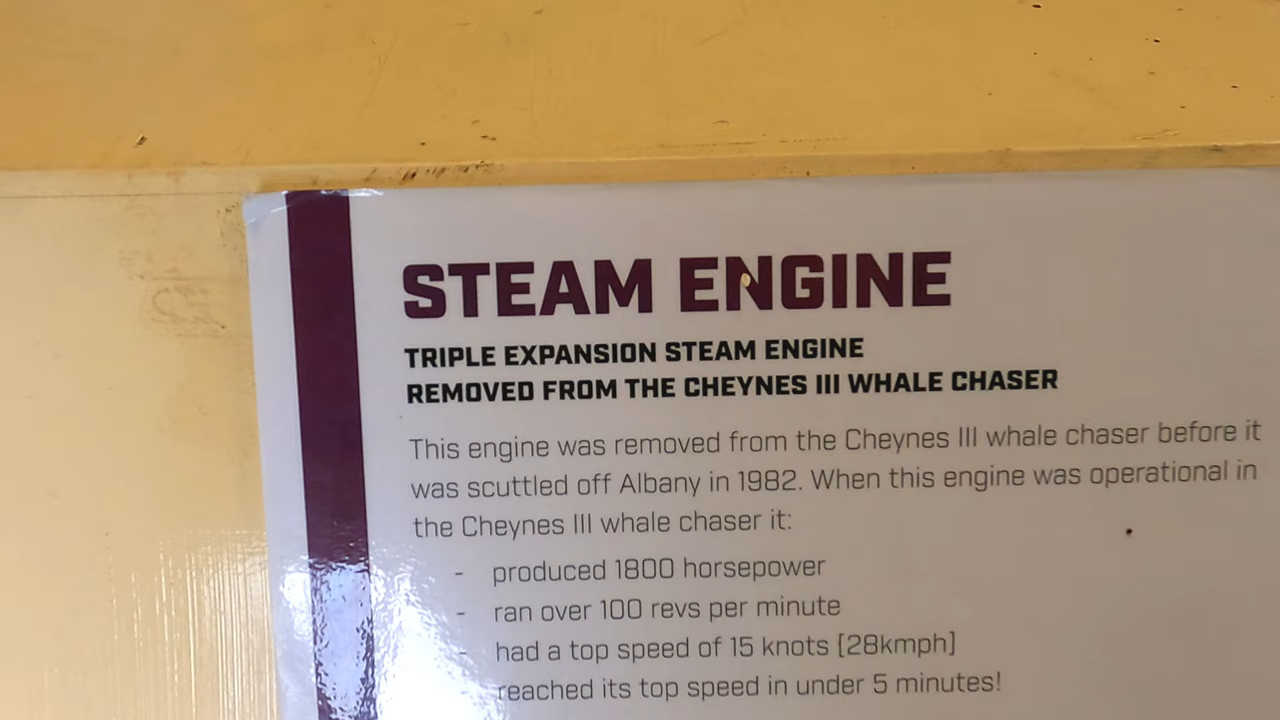 STEAM ENGINE
TRIPLE EXPANSION STEAM ENGINE
REMOVED FROM THE CHEYNES III WHALE CHASER
This engine was removed from the Cheynes III whale chaser before it
was scuttled off Albany in 1982. When this engine was operational in
the Cheynes III whale chaser it:
- produced 1800 horsepower
- ran over 100 revs per minute
- had a top speed of 15 knots [28kmph]
- reached its top speed in under 5 minutes!